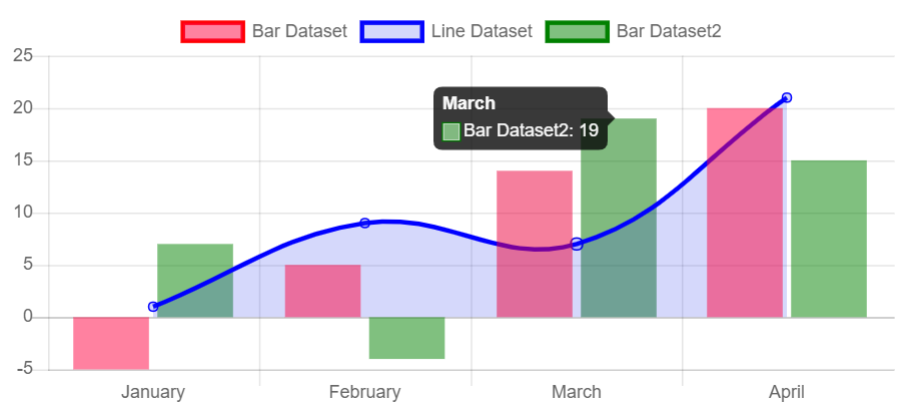 Bar Dataset Line Dataset Bar Dataset2
25
20
15
10
5
0
-5
March
Bar Dataset2: 19
January February March April